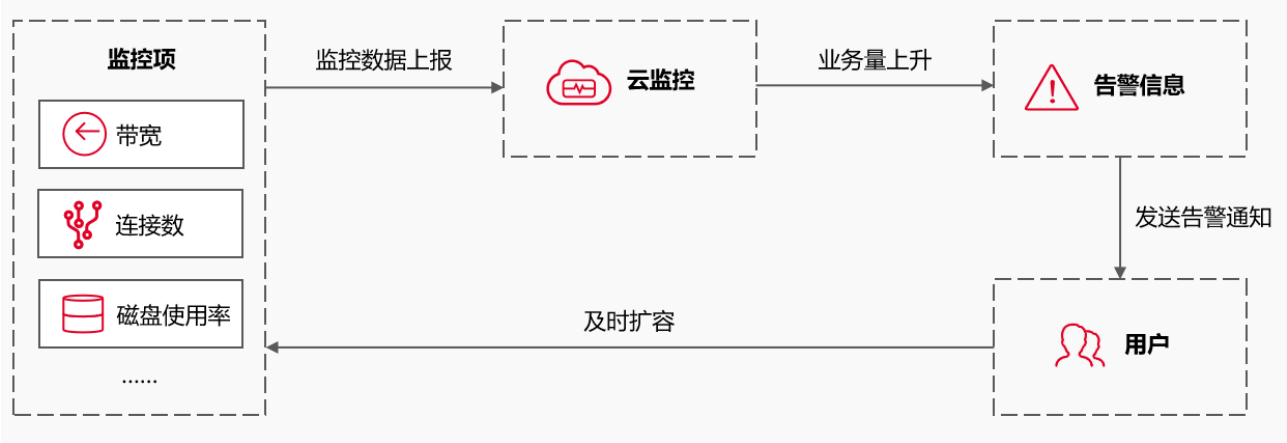 监控项
带宽
连接数
磁盘使用率
......
监控数据上报
云监控
业务量上升
告警信息
发送告警通知
用户
及时扩容